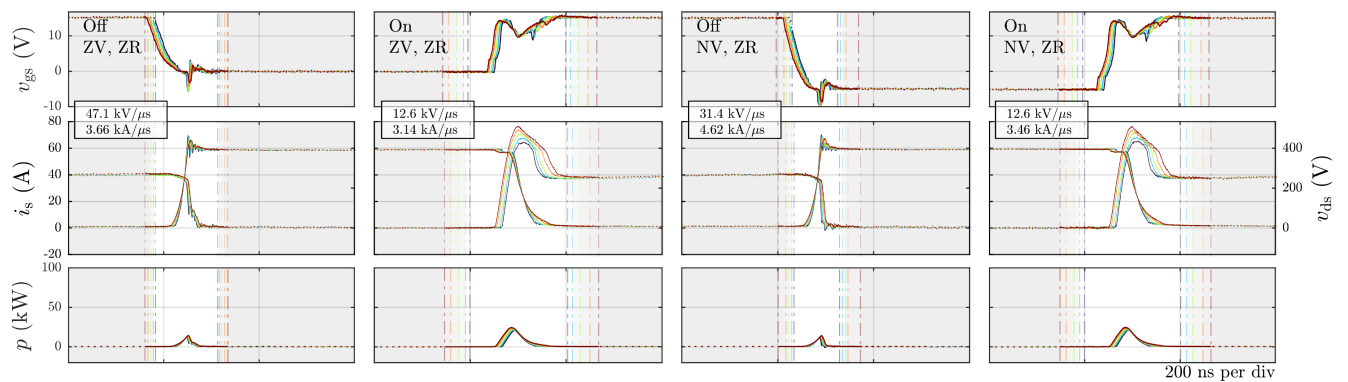 Off
ZV, ZR
On
ZV, ZR
Off
NV, ZR
On
NV, ZR
10
0
-10
v_gs (V)
47.1 kV/μs
3.66 kA/μs
12.6 kV/μs
3.14 kA/μs
31.4 kV/μs
4.62 kA/μs
12.6 kV/μs
3.46 kA/μs
80
60
40
20
0
-20
i_s (A)
400
200
0
v_ds (V)
100
50
0
p (kW)
200 ns per div